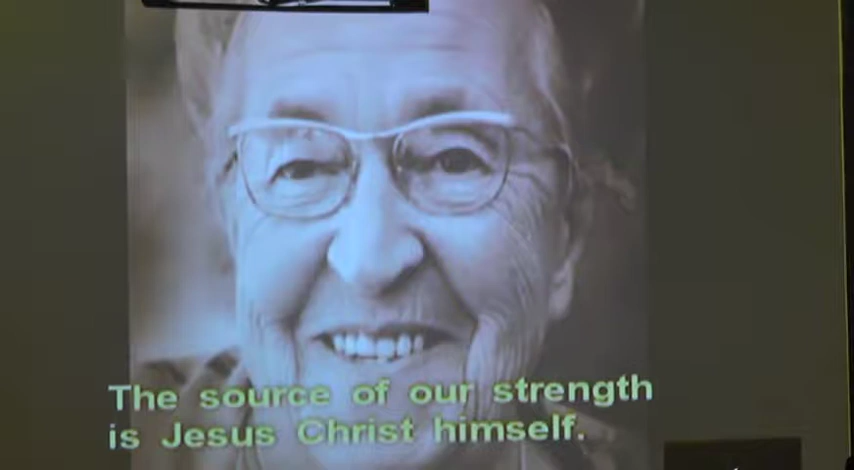 The source of our strength
is Jesus Christ himself.